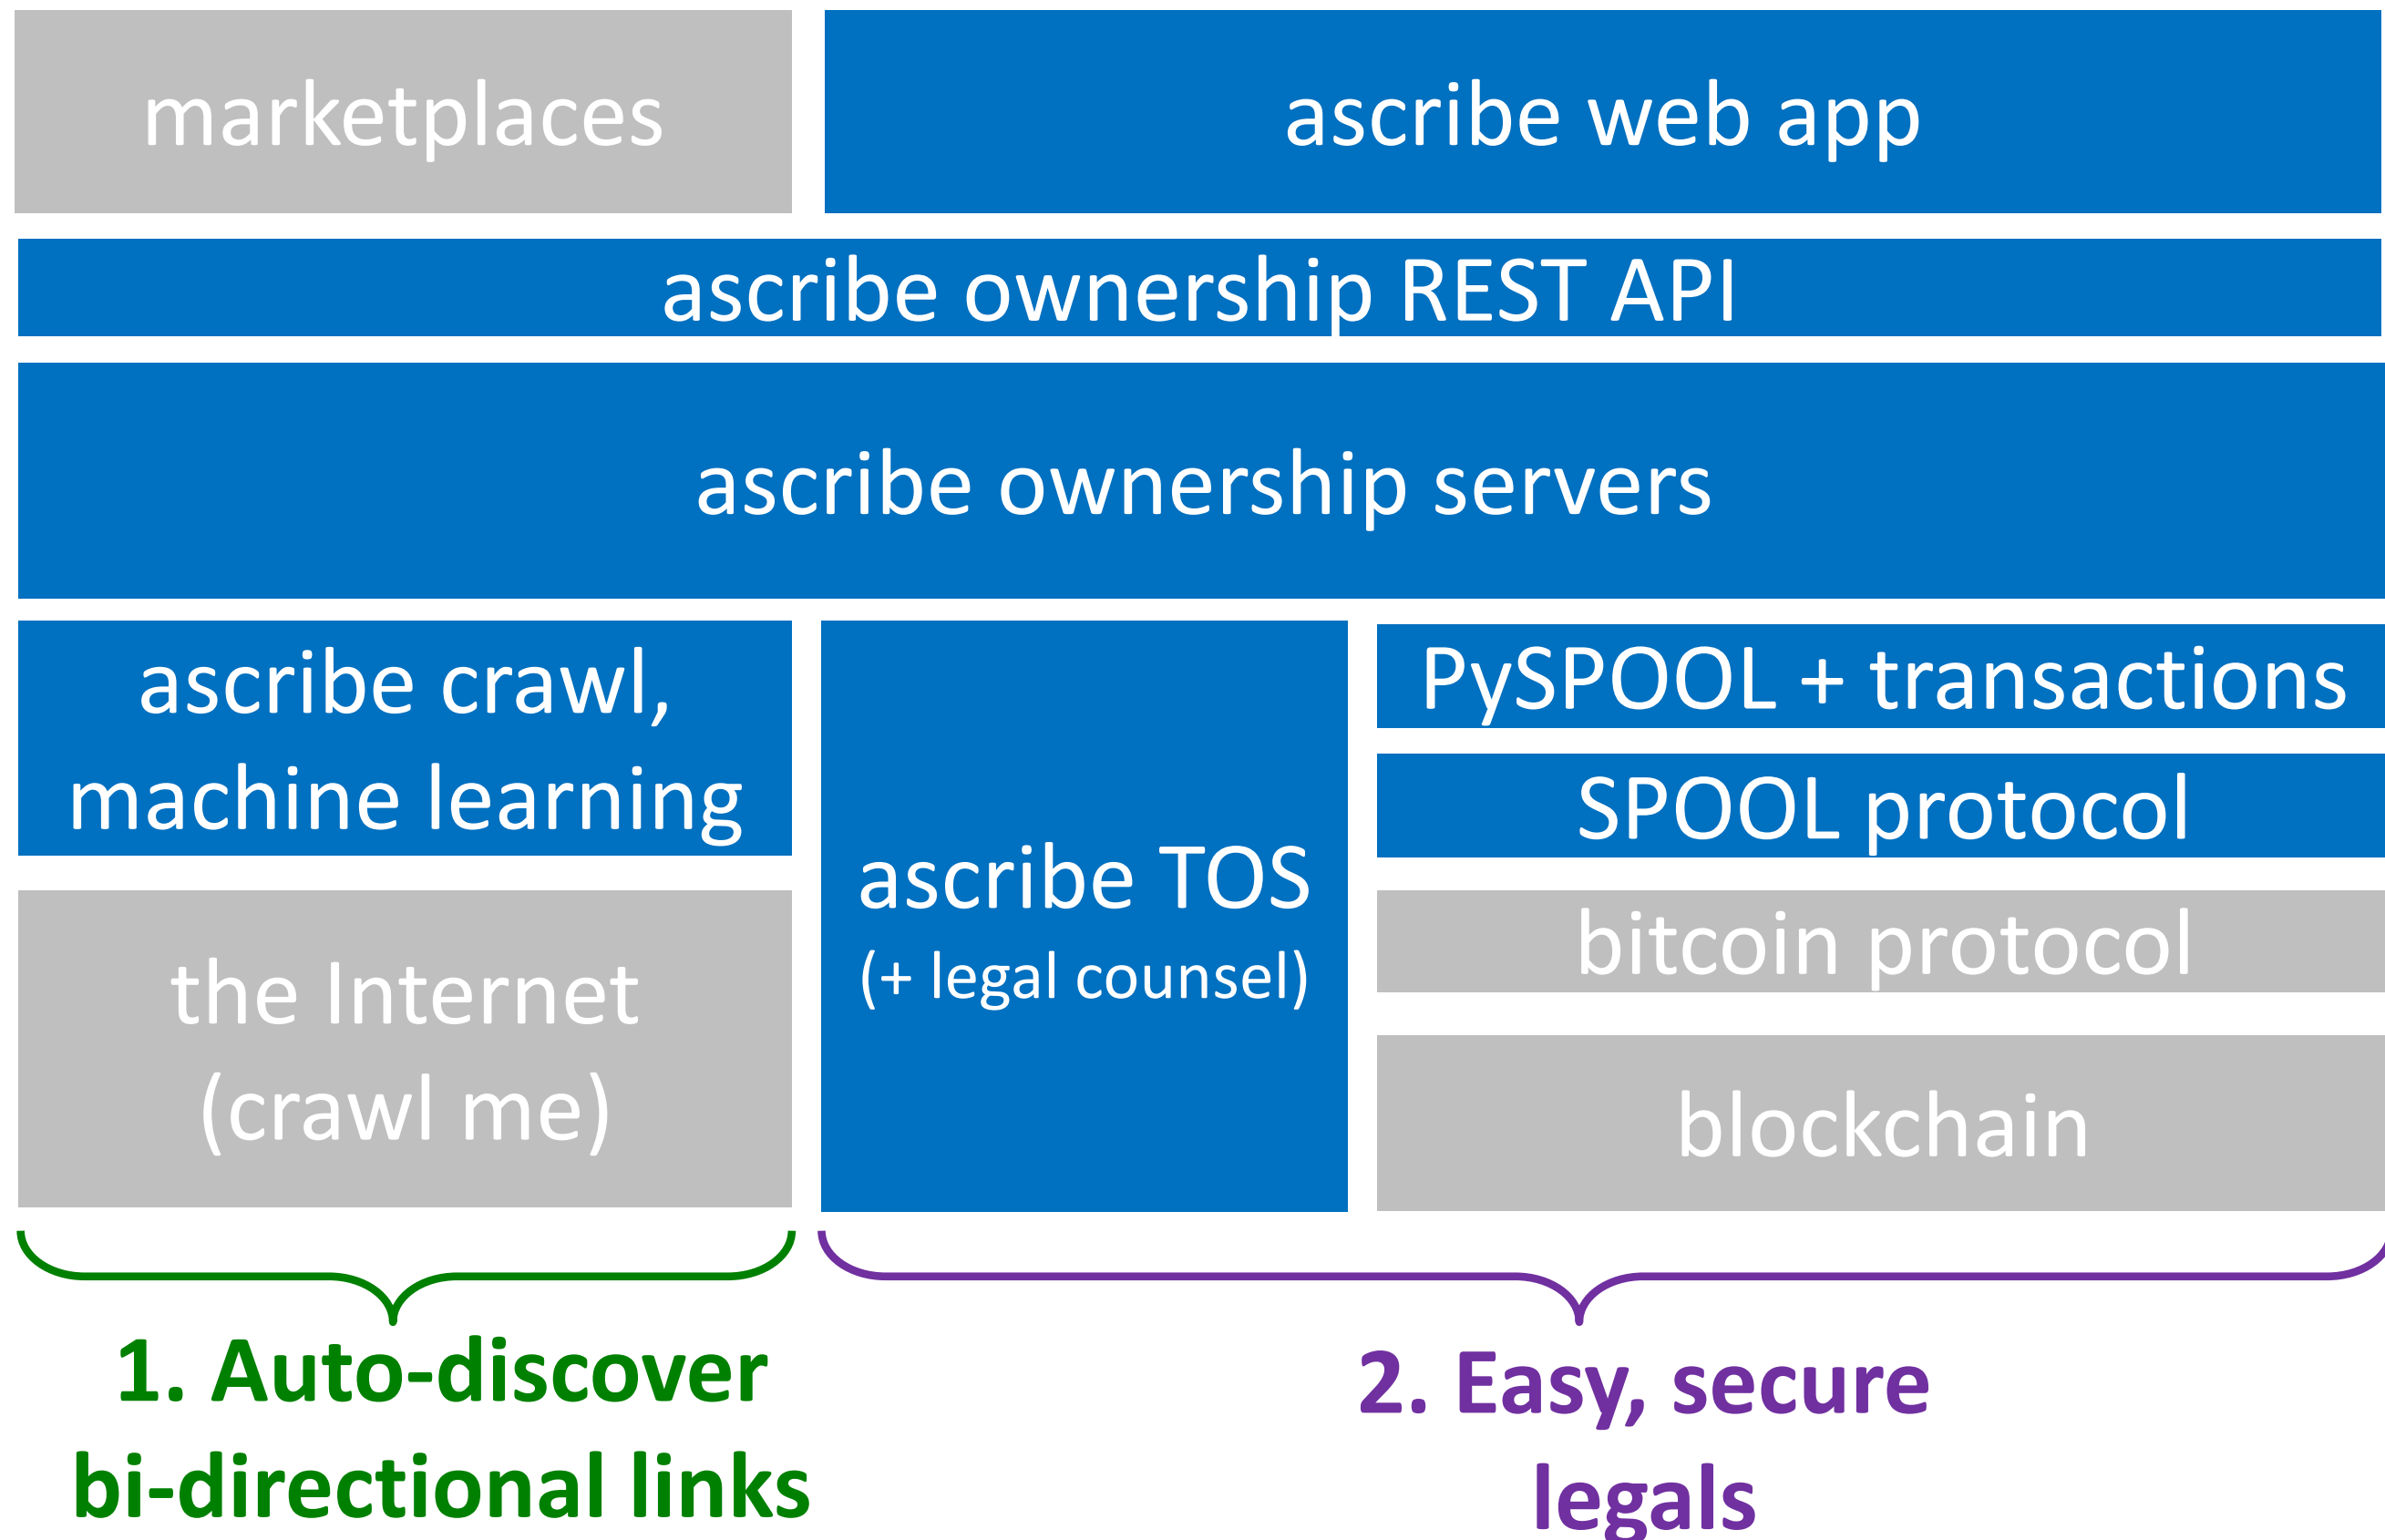 marketplaces
ascribe web app
ascribe ownership REST API
ascribe ownership servers
ascribe crawl,
machine learning
the Internet
(crawl me)
ascribe TOS
(+ legal counsel)
PySPOOL + transactions
SPOOL protocol
bitcoin protocol
blockchain
1. Auto-discover
bi-directional links
2. Easy, secure
legals